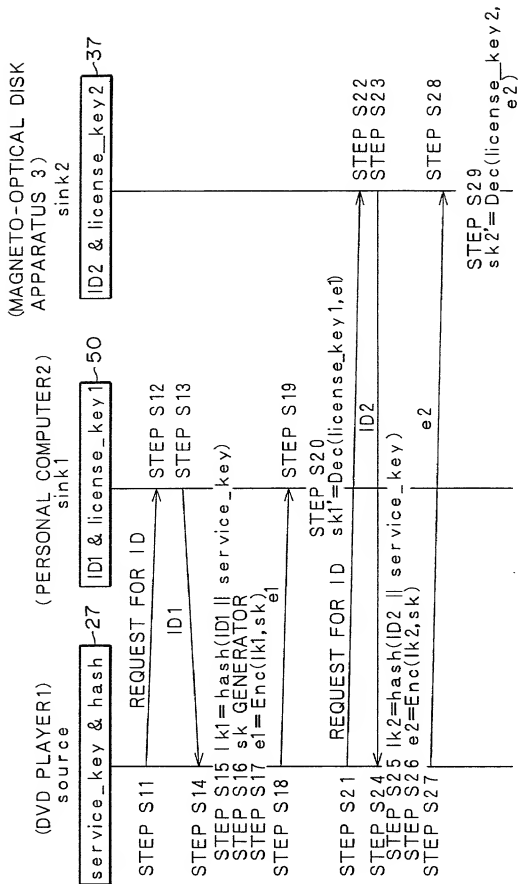 (DVD PLAYER1)
source
service_key & hash
27
(PERSONAL COMPUTER2)
sink1
ID1 & license_key1
50
(MAGNETO-OPTICAL DISK
APPARATUS 3)
sink2
ID2 & license_key2
37
STEP S11
REQUEST FOR ID
STEP S12
STEP S13
ID1
STEP S14
STEP S15 lk1=hash(ID1 || service_key)
STEP S16 sk GENERATOR
STEP S17 e1=Enc(lk1,sk)
STEP S18
e1
STEP S19
STEP S20
sk1'=Dec(license_key1,e1)
STEP S21
REQUEST FOR ID
STEP S22
STEP S23
ID2
STEP S24
STEP S25 lk2=hash(ID2 || service_key)
STEP S26 e2=Enc(lk2,sk)
STEP S27
e2
STEP S28
STEP S29
sk2'=Dec(license_key2,
e2)